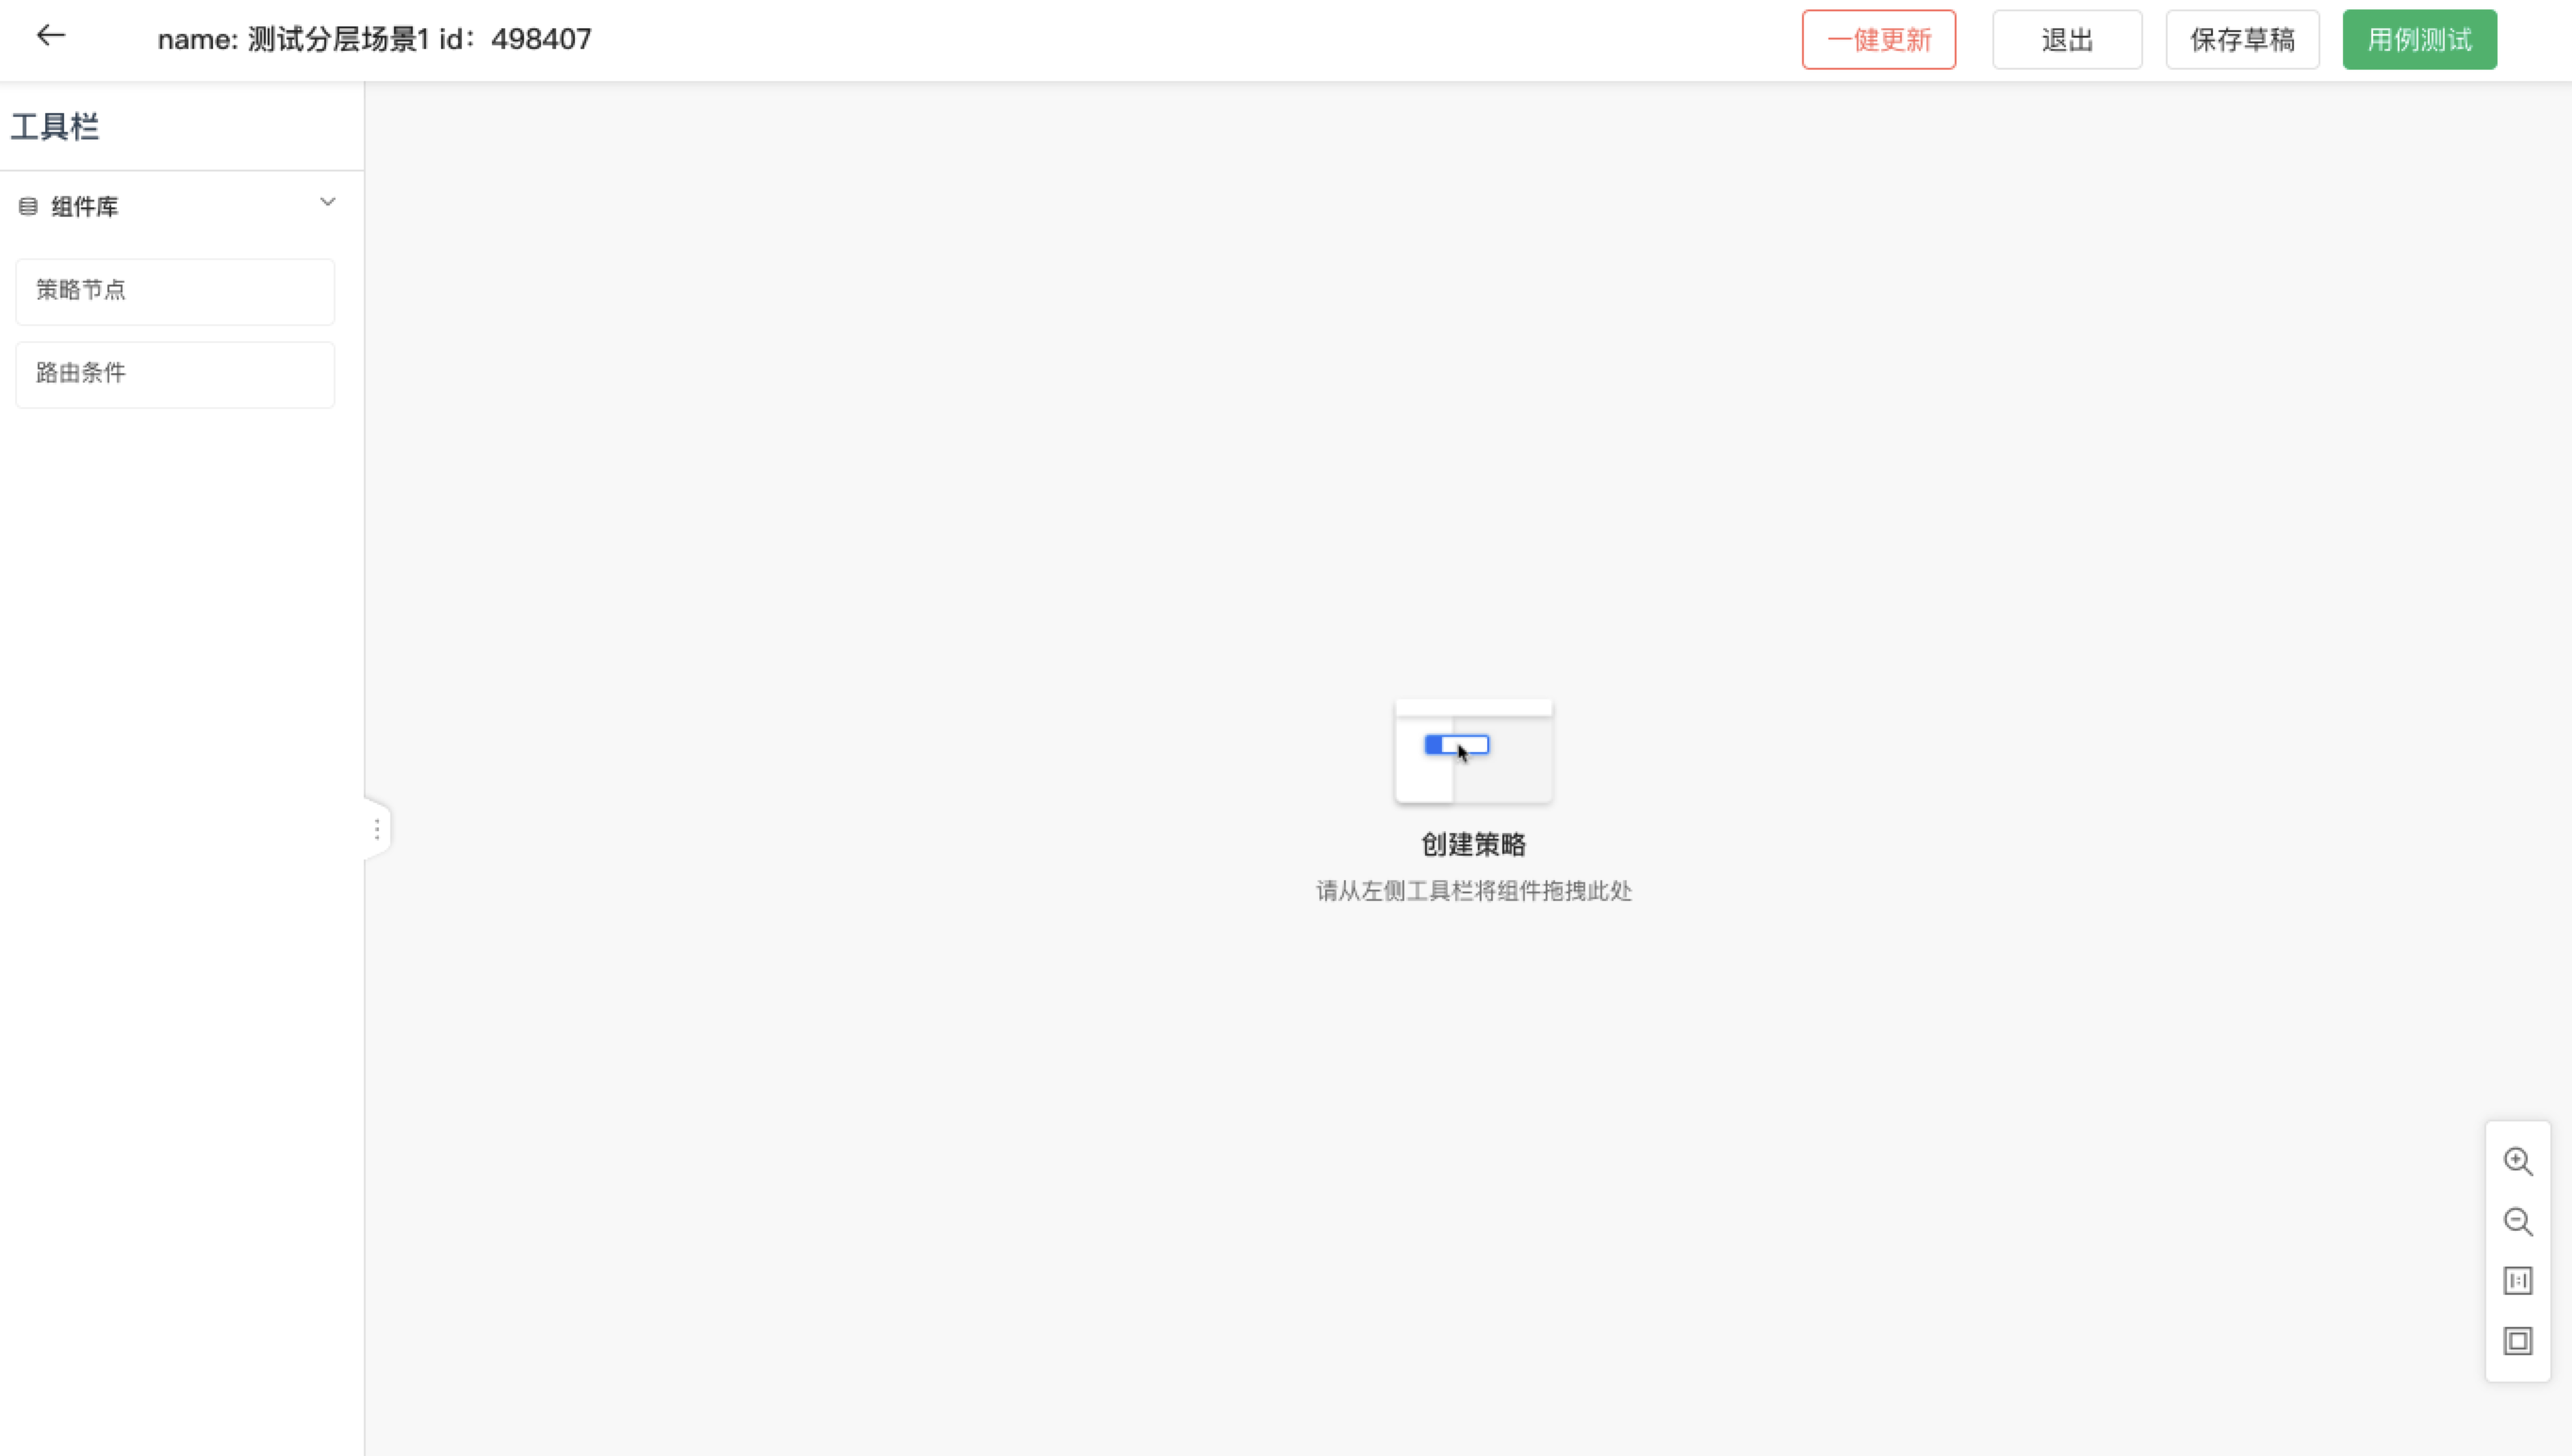 name: 测试分层场景1 id：498407
一健更新
退出
保存草稿
用例测试
工具栏
组件库
策略节点
路由条件
创建策略
请从左侧工具栏将组件拖拽此处